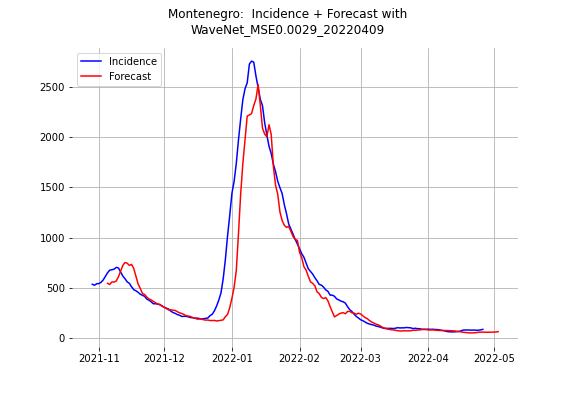 Montenegro:  Incidence + Forecast with
WaveNet_MSE0.0029_20220409
Incidence
Forecast
2500
2000
1500
1000
500
0
2021-11 2021-12 2022-01 2022-02 2022-03 2022-04 2022-05